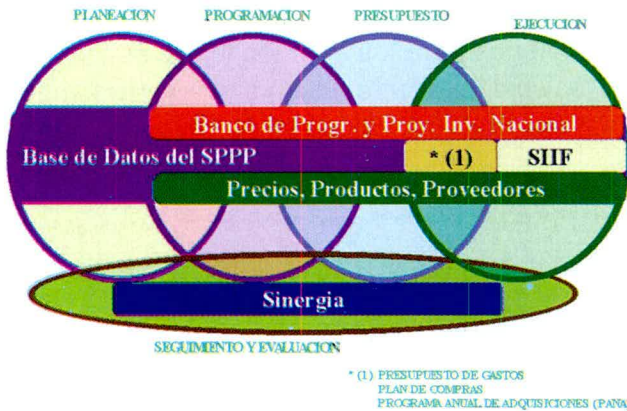 PLANEACION PROGRAMACION PRESUPUESTO EJECUCION
Banco de Progr. y Proy. Inv. Nacional
Base de Datos del SPPP * (1) SIIF
Precios, Productos, Proveedores
Sinergia
SEGUIMIENTO Y EVALUACION
* (1) PRESUPUESTO DE GASTOS
PLAN DE COMPRAS
PROGRAMA ANUAL DE ADQUISICIONES (PANA